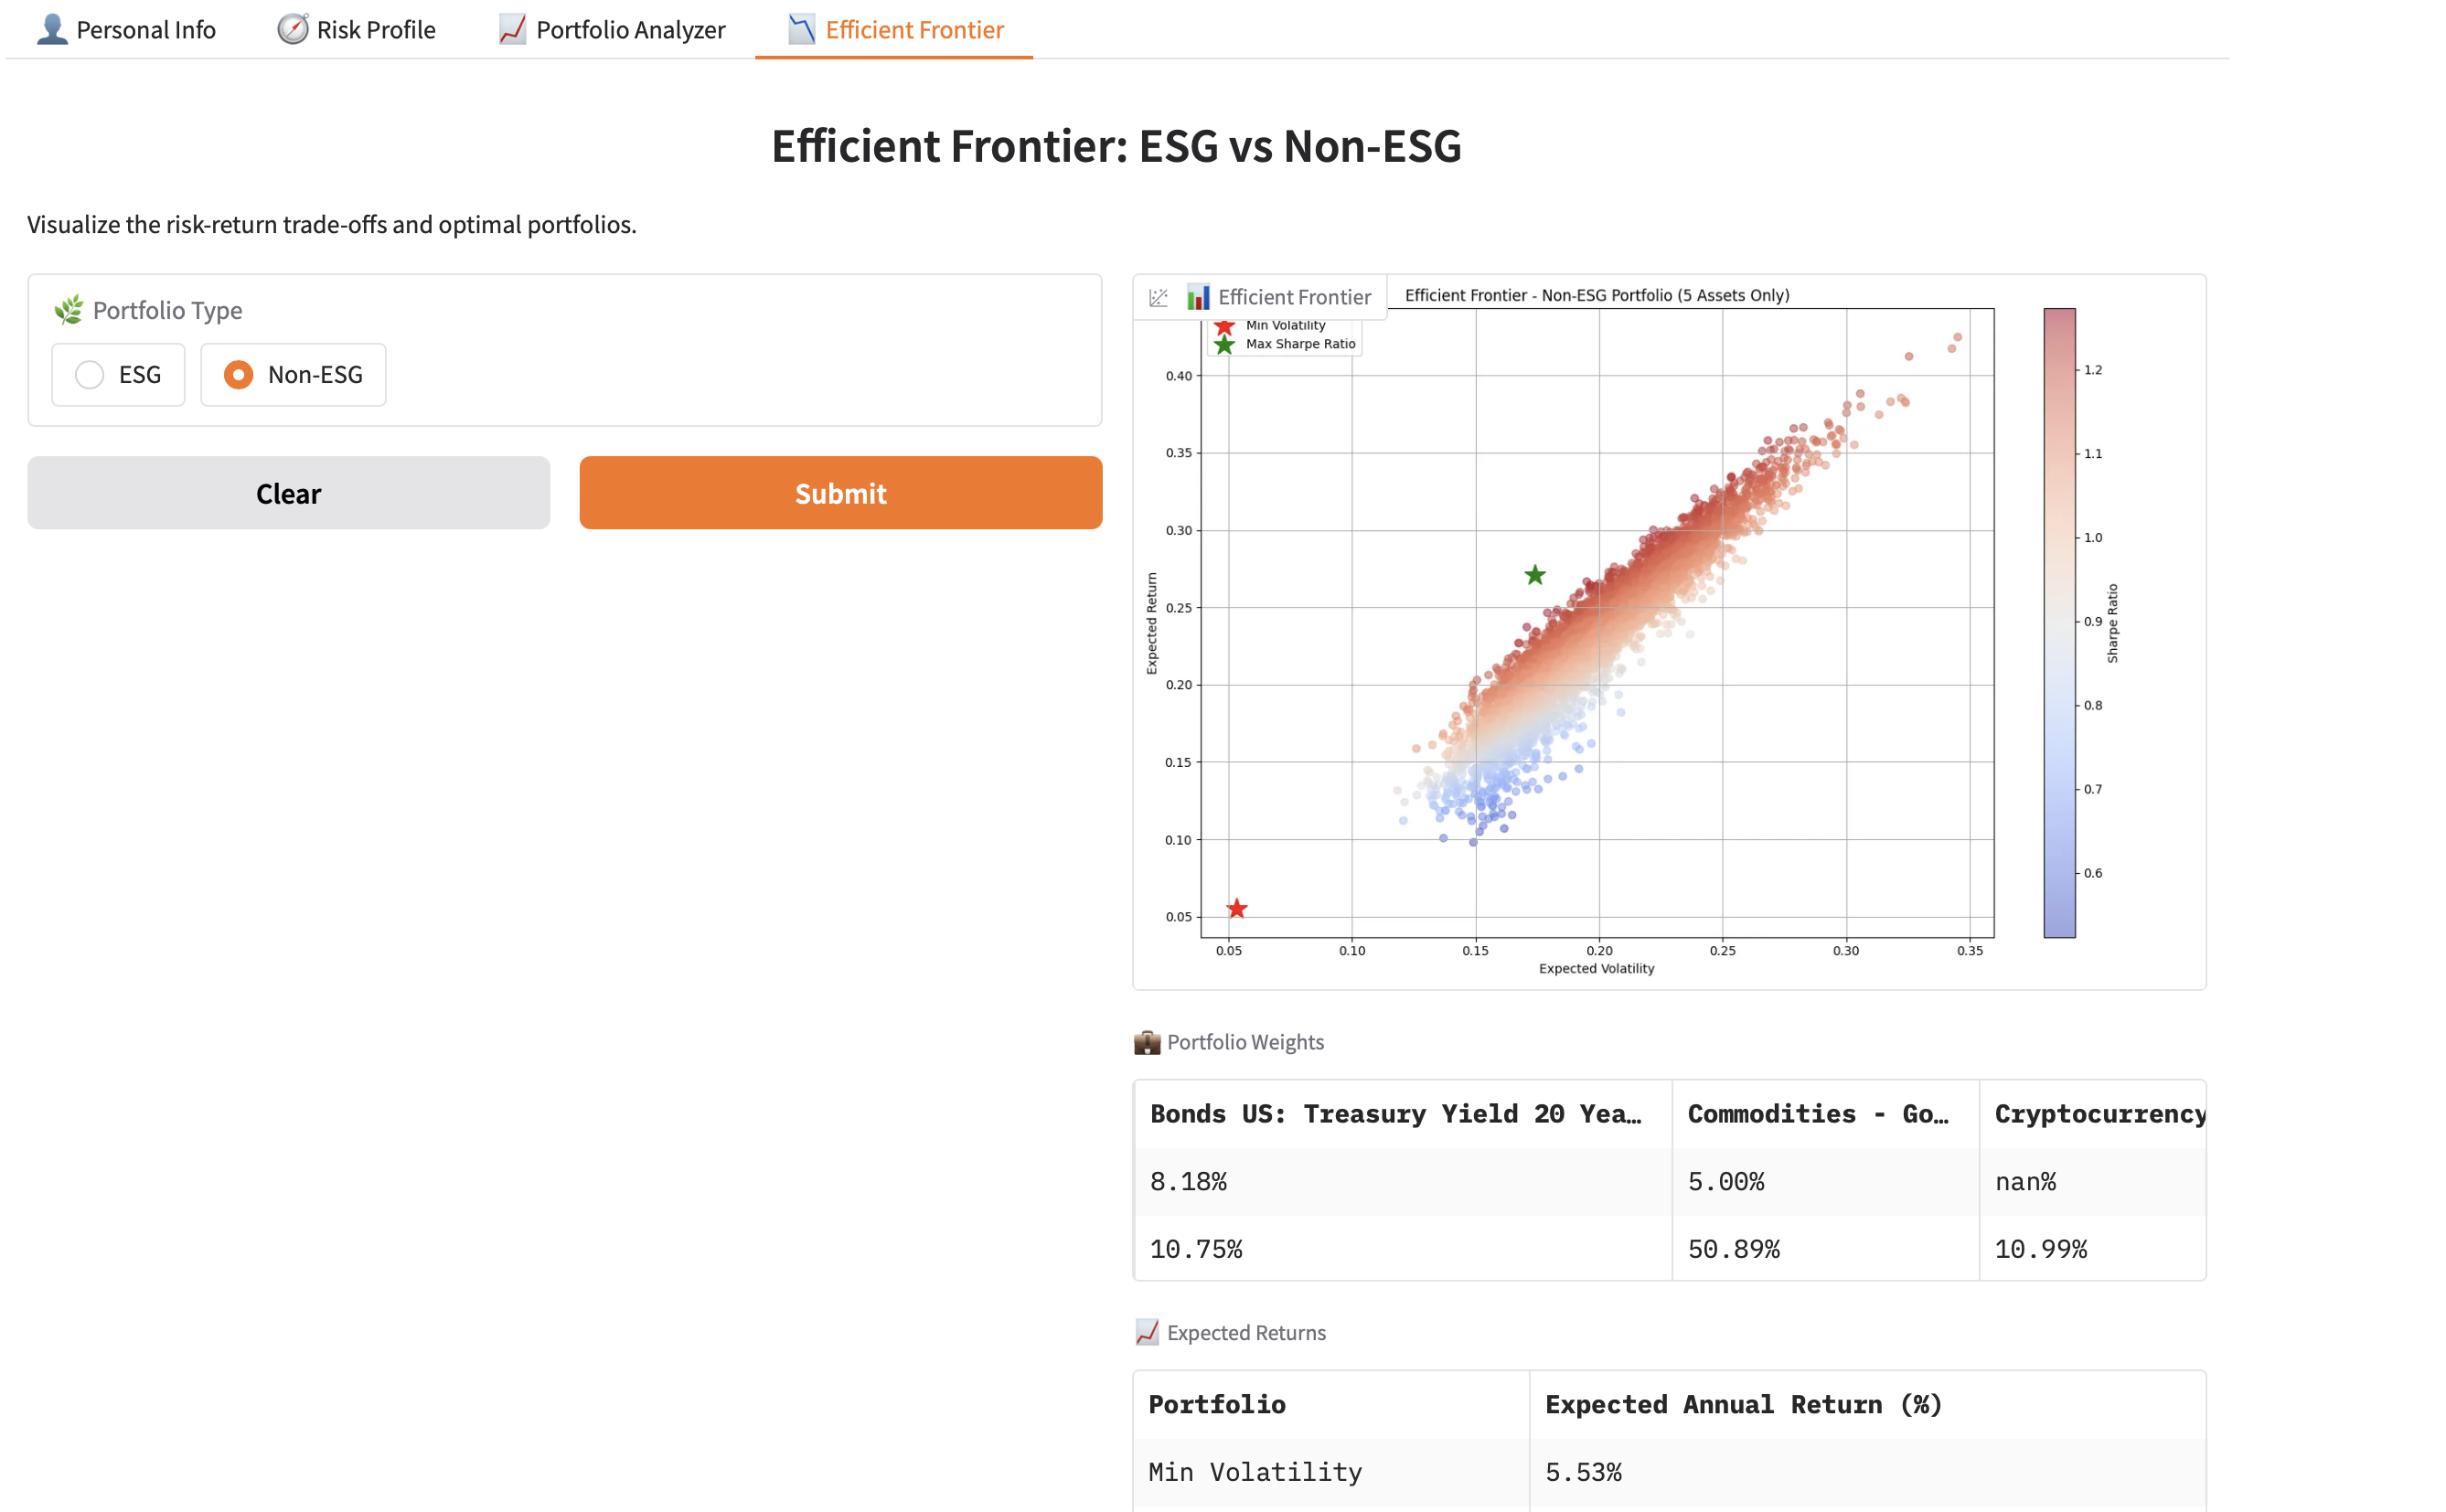 Personal Info
Risk Profile
Portfolio Analyzer
Efficient Frontier
Efficient Frontier: ESG vs Non-ESG
Visualize the risk-return trade-offs and optimal portfolios.
Portfolio Type
ESG
Non-ESG
Clear
Submit
Efficient Frontier
Efficient Frontier - Non-ESG Portfolio (5 Assets Only)
Min Volatility
Max Sharpe Ratio
0.40
0.35
0.30
0.25
0.20
0.15
0.10
0.05
Expected Return
0.05
0.10
0.15
0.20
0.25
0.30
0.35
Expected Volatility
1.2
1.1
1.0
0.9
0.8
0.7
0.6
Sharpe Ratio
Portfolio Weights
Bonds US: Treasury Yield 20 Yea… Commodities - Go… Cryptocurrency
8.18% 5.00% nan%
10.75% 50.89% 10.99%
Expected Returns
Portfolio Expected Annual Return (%)
Min Volatility 5.53%